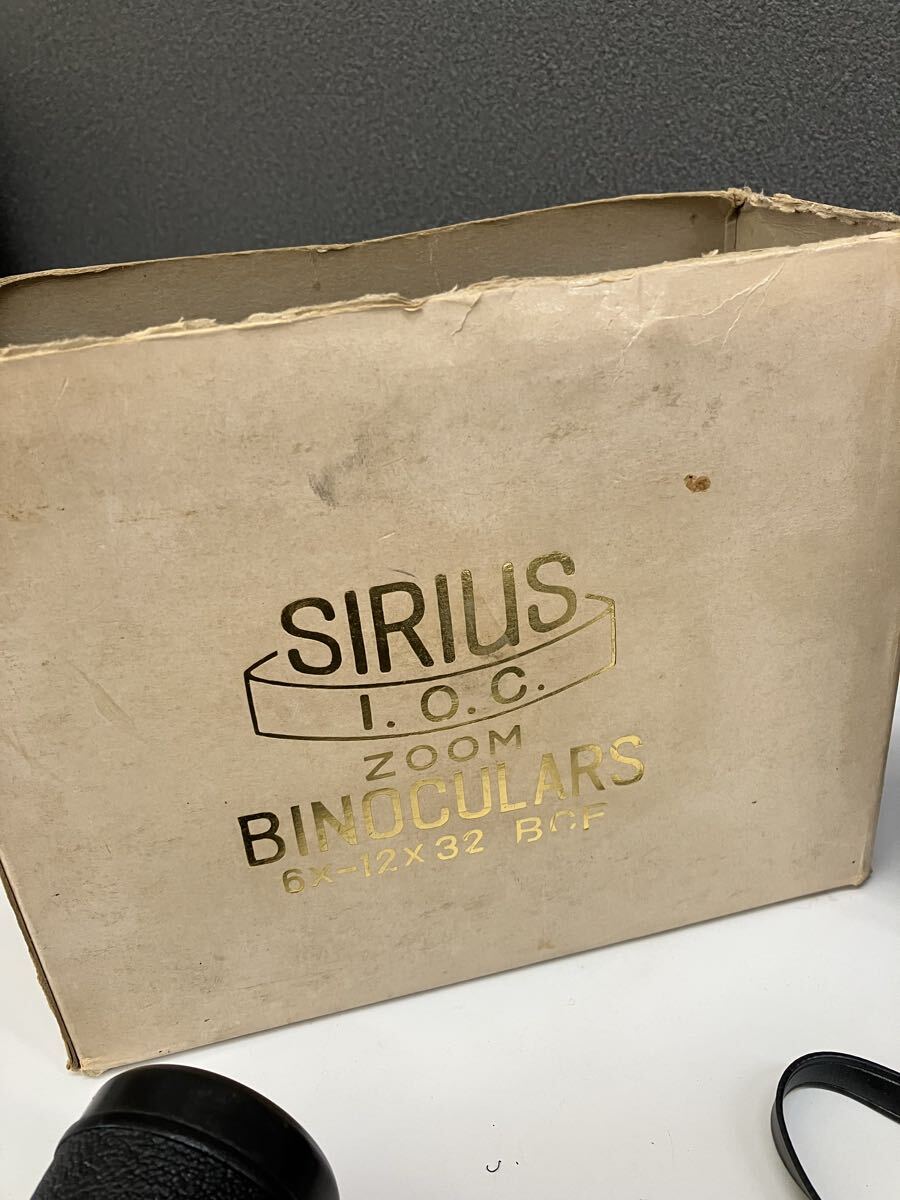 SIRIUS
I.O.C.
ZOOM
BINOCULARS
6X-12X32 BCF